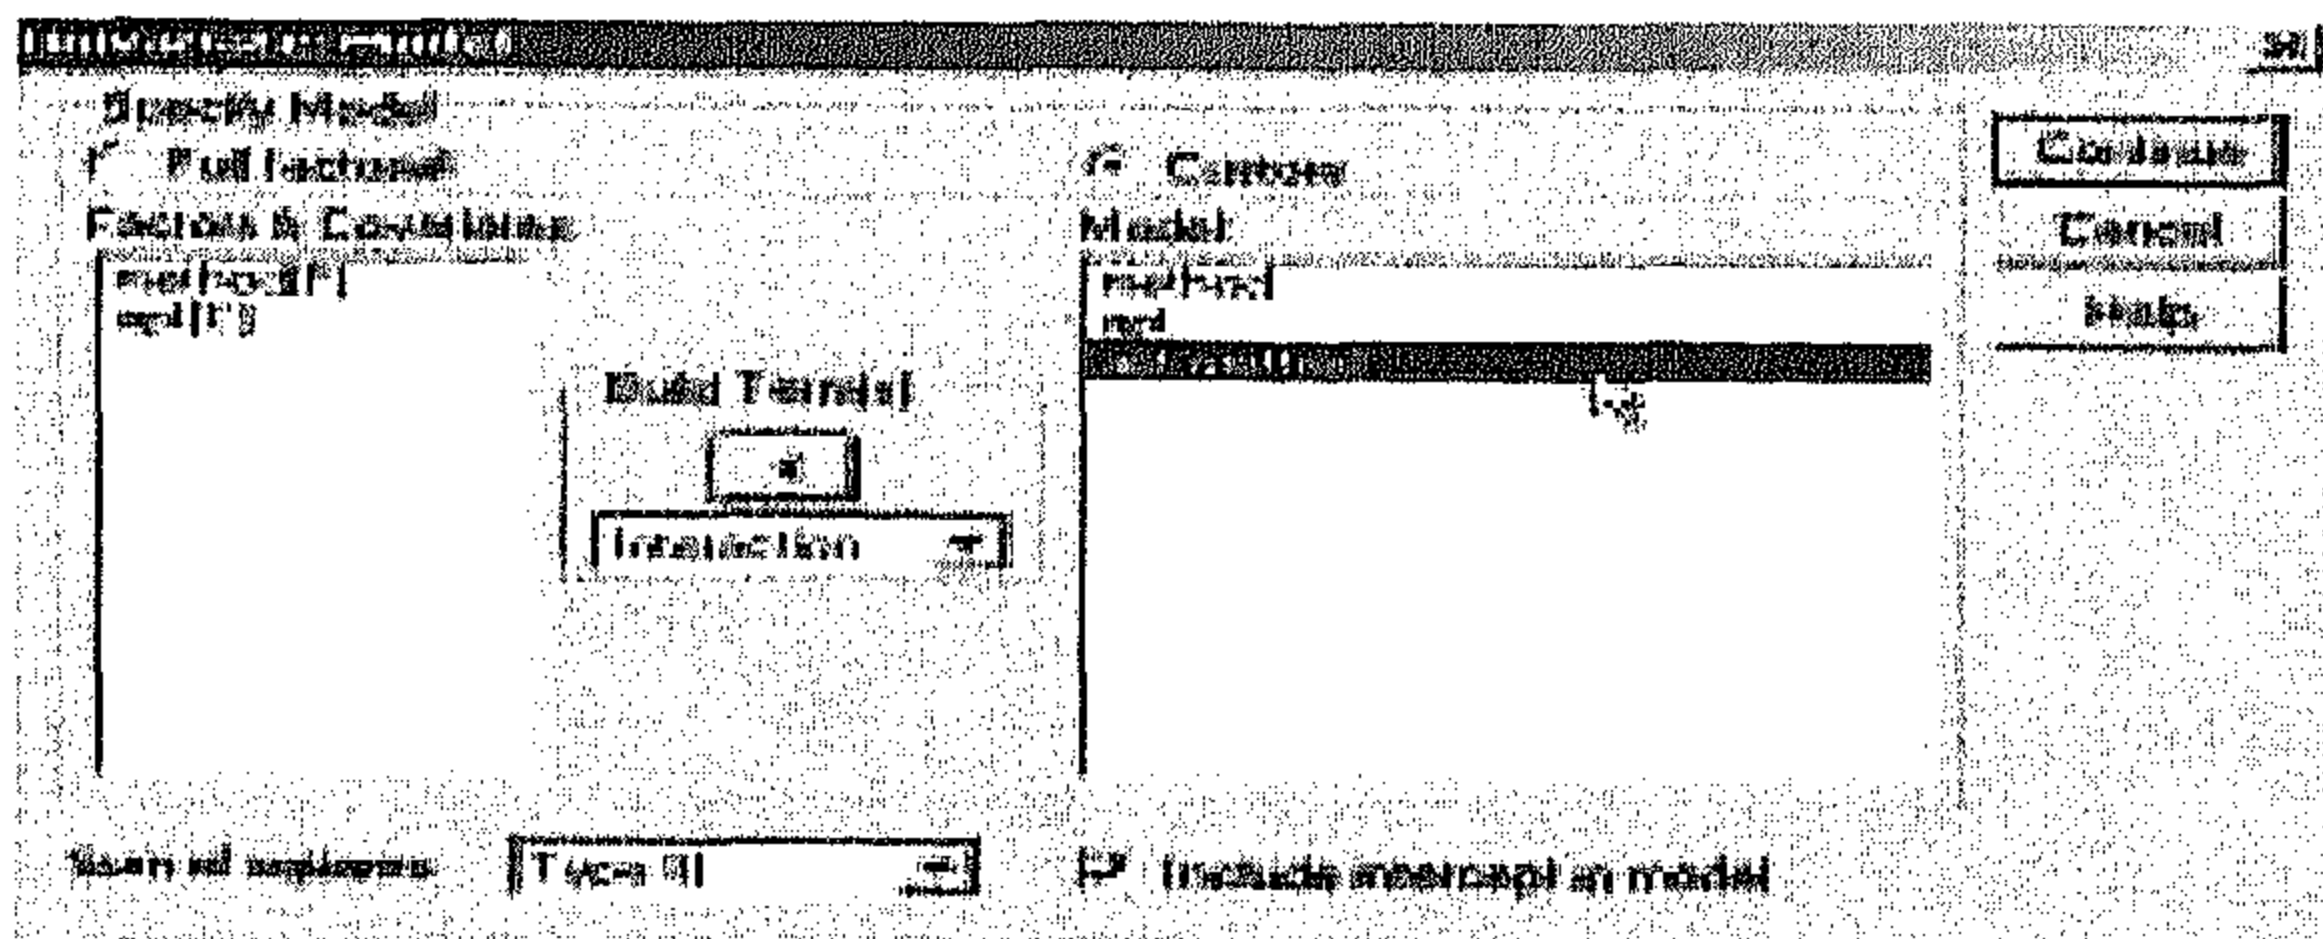 Specify Model
Full factorial
Custom
Factors & Covariates:
Model:
method(F)
method
Build Term(s)
Interaction
Sum of squares:
Type III
Include intercept in model
Continue
Cancel
Help